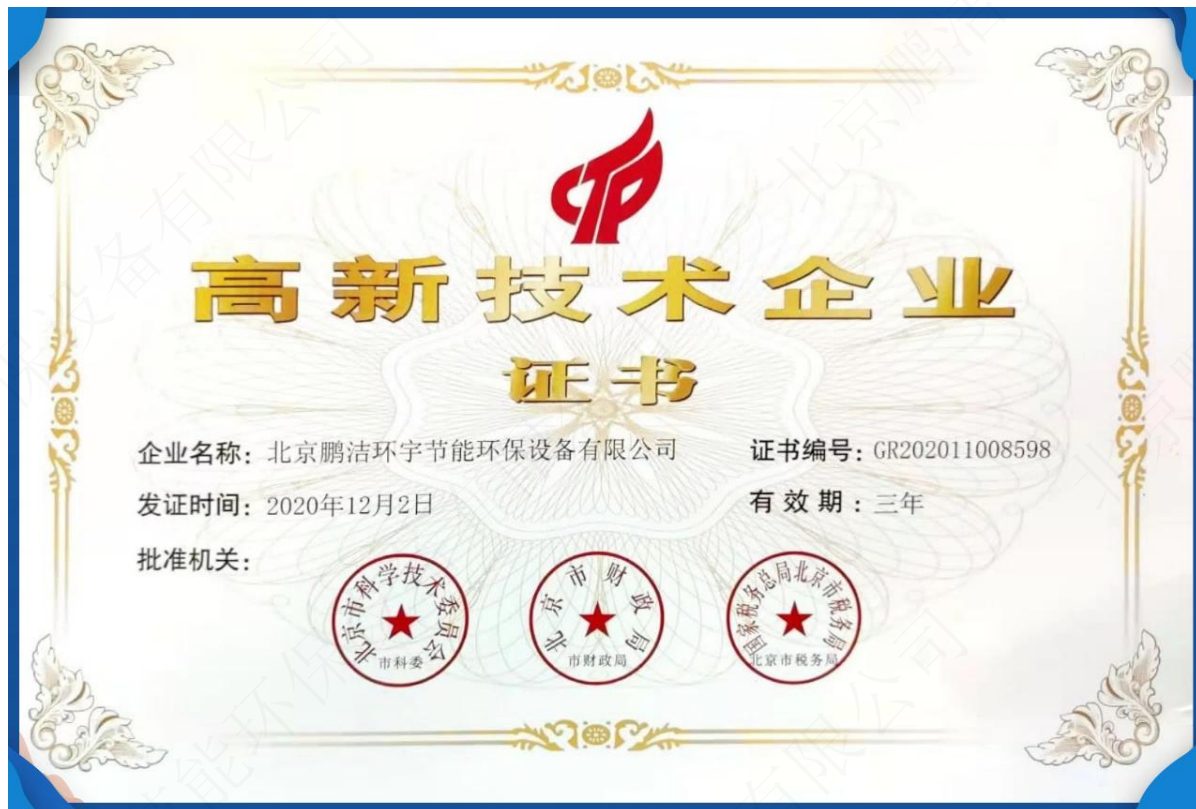 高新技术企业
证书
企业名称：北京鹏洁环宇节能环保设备有限公司
证书编号：GR202011008598
发证时间：2020年12月2日
有效期：三年
批准机关：
北京市科学技术委员会
市科委
北京市财政局
市财政局
国家税务总局北京市税务局
北京市税务局